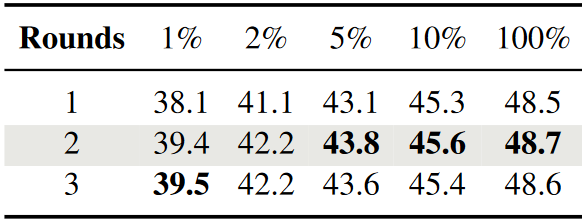 Rounds 1% 2% 5% 10% 100%
1 38.1 41.1 43.1 45.3 48.5
2 39.4 42.2 43.8 45.6 48.7
3 39.5 42.2 43.6 45.4 48.6